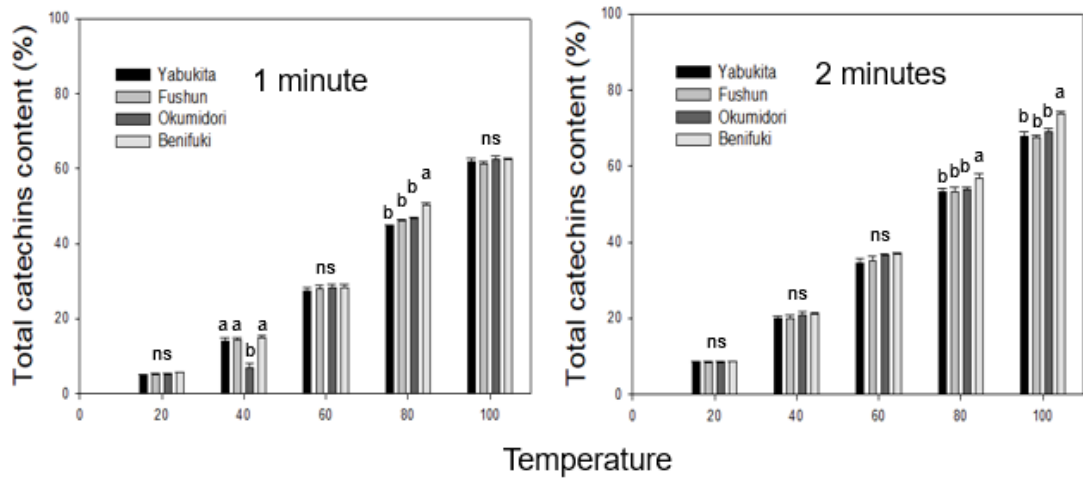 Total catechins content (%)
100
80
60
40
20
0
Yabukita
Fushun
Okumidori
Benifuki
1 minute
ns
a a b a
ns
b b b a
ns
0 20 40 60 80 100
Total catechins content (%)
100
80
60
40
20
0
Yabukita
Fushun
Okumidori
Benifuki
2 minutes
ns
ns
ns
b b b a
b b b a
0 20 40 60 80 100
Temperature